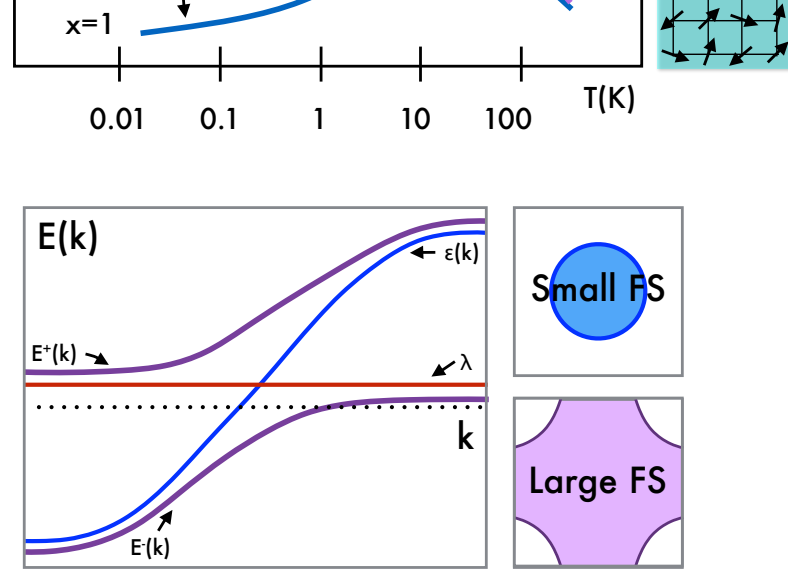 x=1
0.01 0.1 1 10 100
T(K)
E(k)
ε(k)
E⁺(k)
λ
k
E⁻(k)
Small FS
Large FS